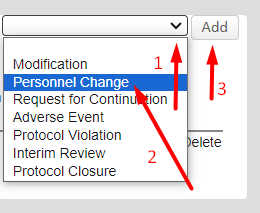 Add
Modification
1
Personnel Change
3
Request for Continuation
Adverse Event
Protocol Violation
Delete
Interim Review
2
Protocol Closure